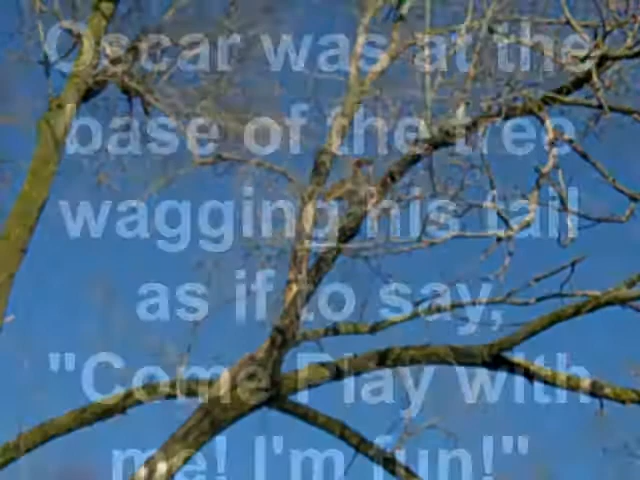 Oscar was at the
base of the tree
wagging his tail
as if to say,
"Come Play with
me! I'm fun!"